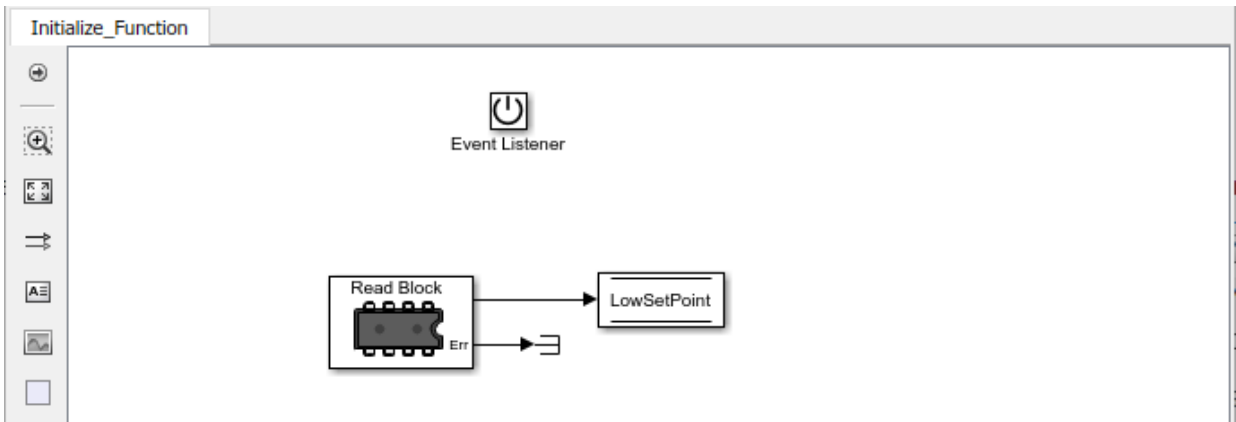 Initialize_Function
Event Listener
Read Block
LowSetPoint
Err